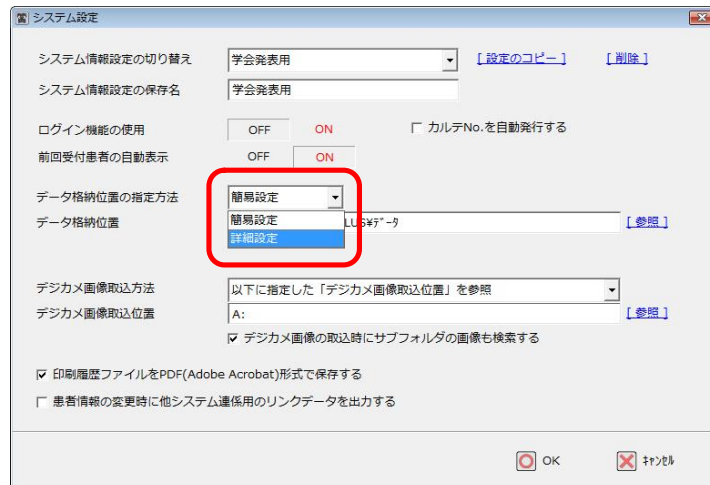 システム設定
システム情報設定の切り替え 学会発表用 [ 設定のコピー ] [ 削除 ]
システム情報設定の保存名 学会発表用
ログイン機能の使用 OFF ON カルテNo.を自動発行する
前回受付患者の自動表示 OFF ON
データ格納位置の指定方法 簡易設定
簡易設定
データ格納位置 LUS¥ﾃﾞｰﾀ [ 参照 ]
詳細設定
デジカメ画像取込方法 以下に指定した「デジカメ画像取込位置」を参照
デジカメ画像取込位置 A: [ 参照 ]
デジカメ画像の取込時にサブフォルダの画像も検索する
印刷履歴ファイルをPDF(Adobe Acrobat)形式で保存する
患者情報の変更時に他システム連係用のリンクデータを出力する
OK ｷｬﾝｾﾙ